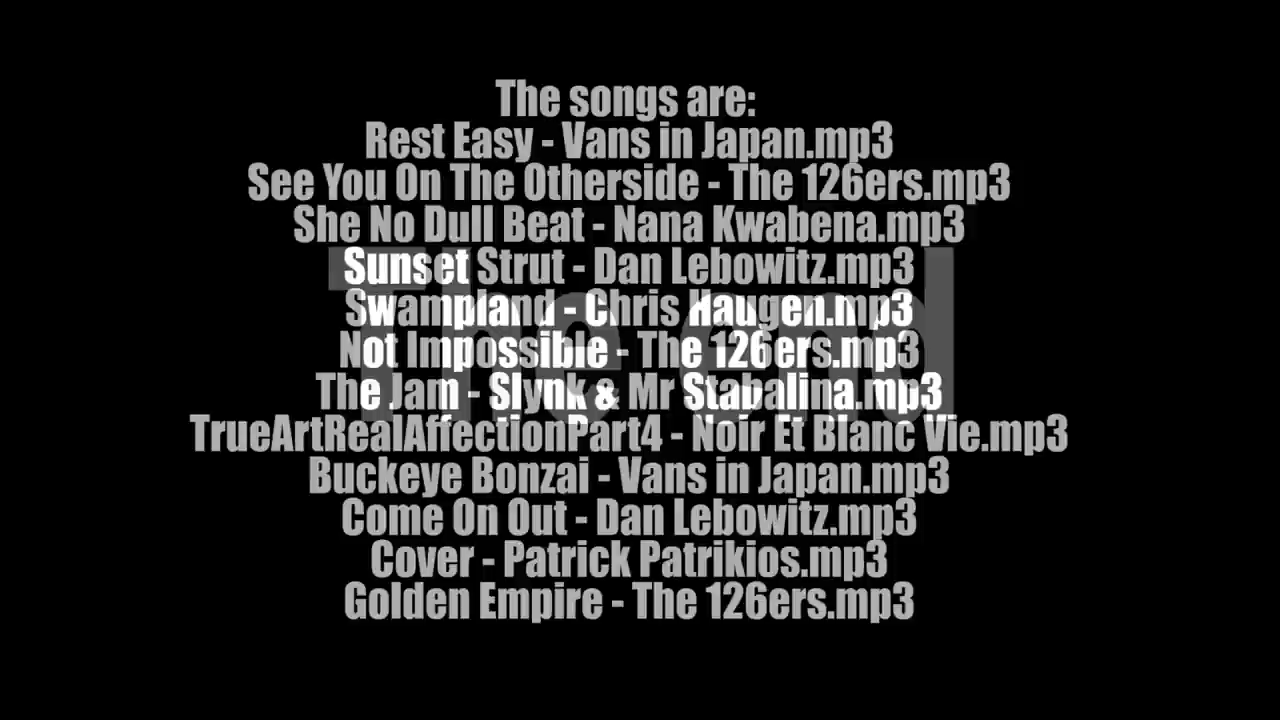 The songs are:
Rest Easy - Vans in Japan.mp3
See You On The Otherside - The 126ers.mp3
She No Dull Beat - Nana Kwabena.mp3
Sunset Strut - Dan Lebowitz.mp3
Swampland - Chris Haugen.mp3
Not Impossible - The 126ers.mp3
The Jam - Slynk & Mr Stabalina.mp3
TrueArtRealAffectionPart4 - Noir Et Blanc Vie.mp3
Buckeye Bonzai - Vans in Japan.mp3
Come On Out - Dan Lebowitz.mp3
Cover - Patrick Patrikios.mp3
Golden Empire - The 126ers.mp3
The end